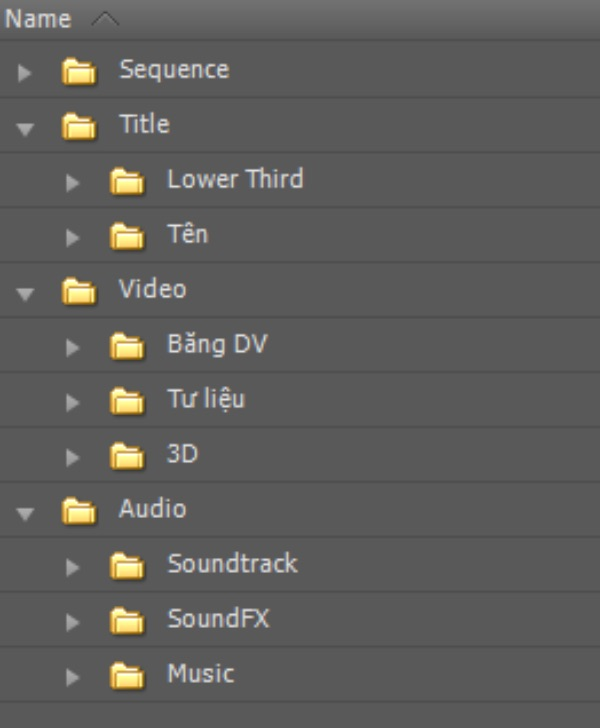 Name
Sequence
Title
Lower Third
Tên
Video
Băng DV
Tư liệu
3D
Audio
Soundtrack
SoundFX
Music